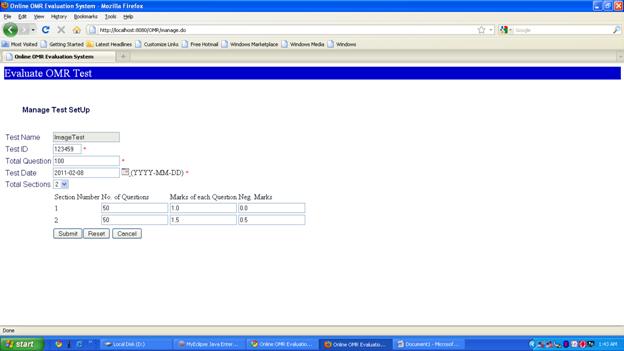 Online OMR Evaluation System - Mozilla Firefox
File Edit View History Bookmarks Tools Help
http://localhost:8080/OMR/manage.do
Google
Most Visited Getting Started Latest Headlines Customize Links Free Hotmail Windows Marketplace Windows Media Windows
Online OMR Evaluation System
Evaluate OMR Test
Manage Test SetUp
Test Name ImageTest
Test ID 123459 *
Total Question 100 *
Test Date 2011-02-08 (YYYY-MM-DD) *
Total Sections 2
Section Number No. of Questions Marks of each Question Neg. Marks
1 50 1.0 0.0
2 50 1.5 0.5
Submit Reset Cancel
Done
start Local Disk (D:) MyEclipse Java Enter... Online OMR Evaluatio... Online OMR Evaluatio... Document1 - Microsof... 1:43 AM